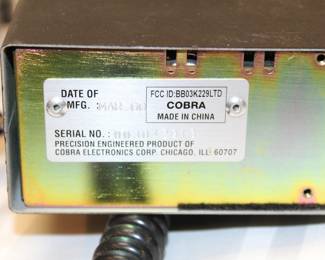 DATE OF
MFG. :
FCC ID:BBO3K229LTD
COBRA
MADE IN CHINA
SERIAL NO. :
PRECISION ENGINEERED PRODUCT OF
COBRA ELECTRONICS CORP. CHICAGO, ILL 60707